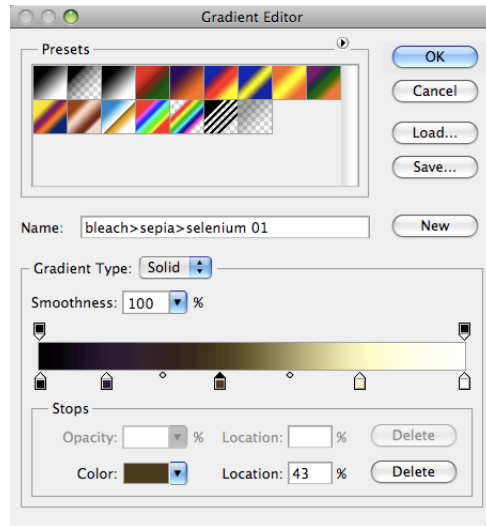 Gradient Editor
Presets
OK
Cancel
Load...
Save...
Name: bleach>sepia>selenium 01 New
Gradient Type: Solid
Smoothness: 100 %
Stops
Opacity: % Location: % Delete
Color: Location: 43 % Delete